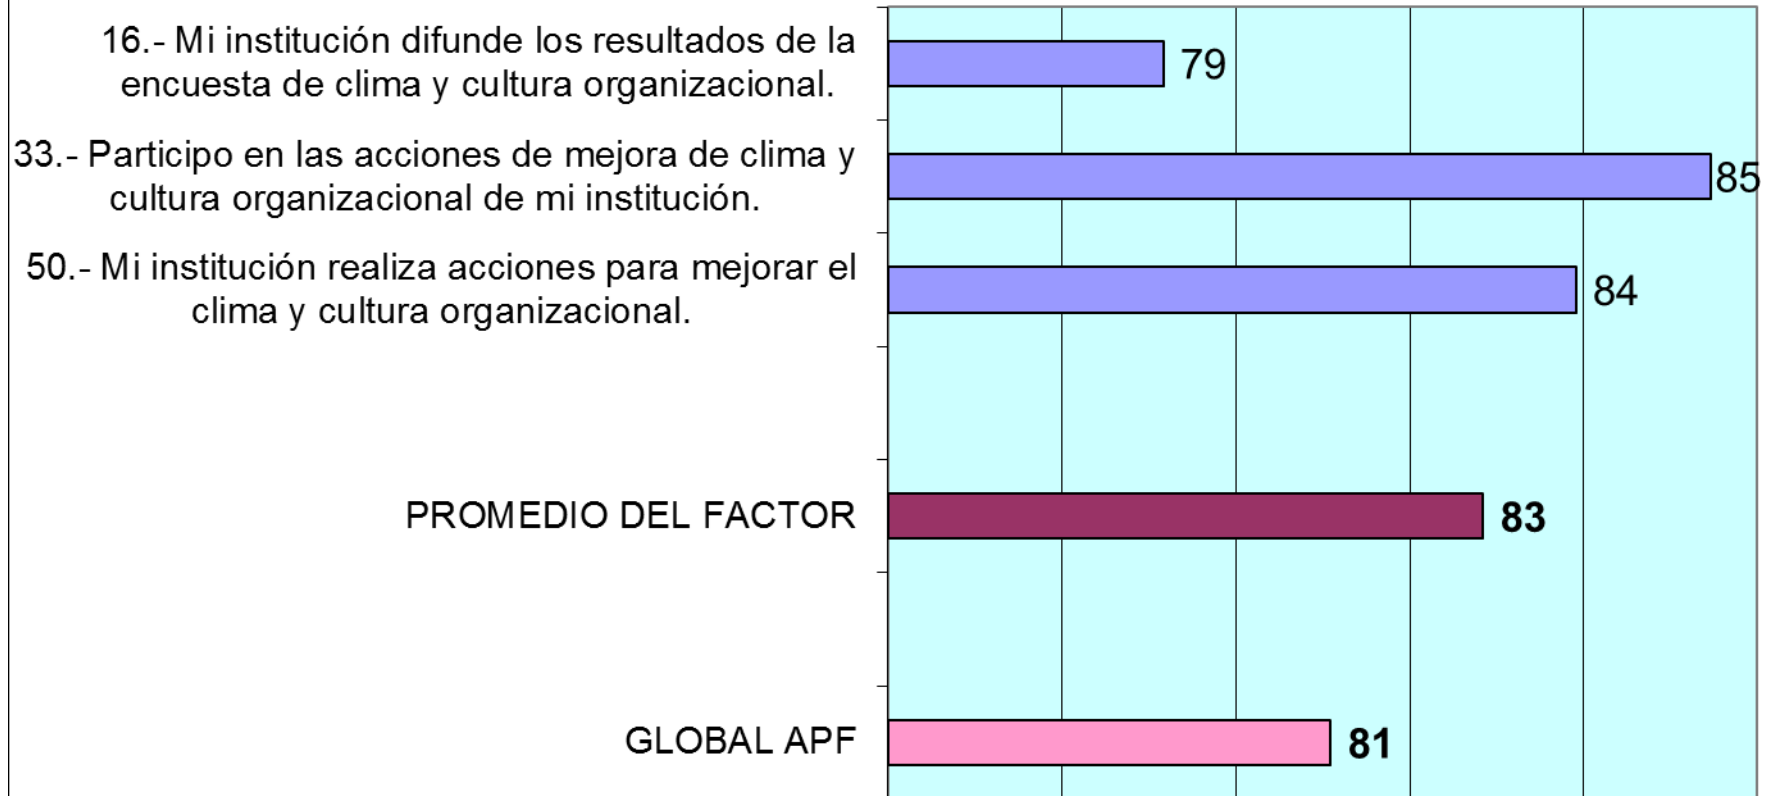 16.- Mi institución difunde los resultados de la
encuesta de clima y cultura organizacional.
79
33.- Participo en las acciones de mejora de clima y
cultura organizacional de mi institución.
85
50.- Mi institución realiza acciones para mejorar el
clima y cultura organizacional.
84
PROMEDIO DEL FACTOR
83
GLOBAL APF
81